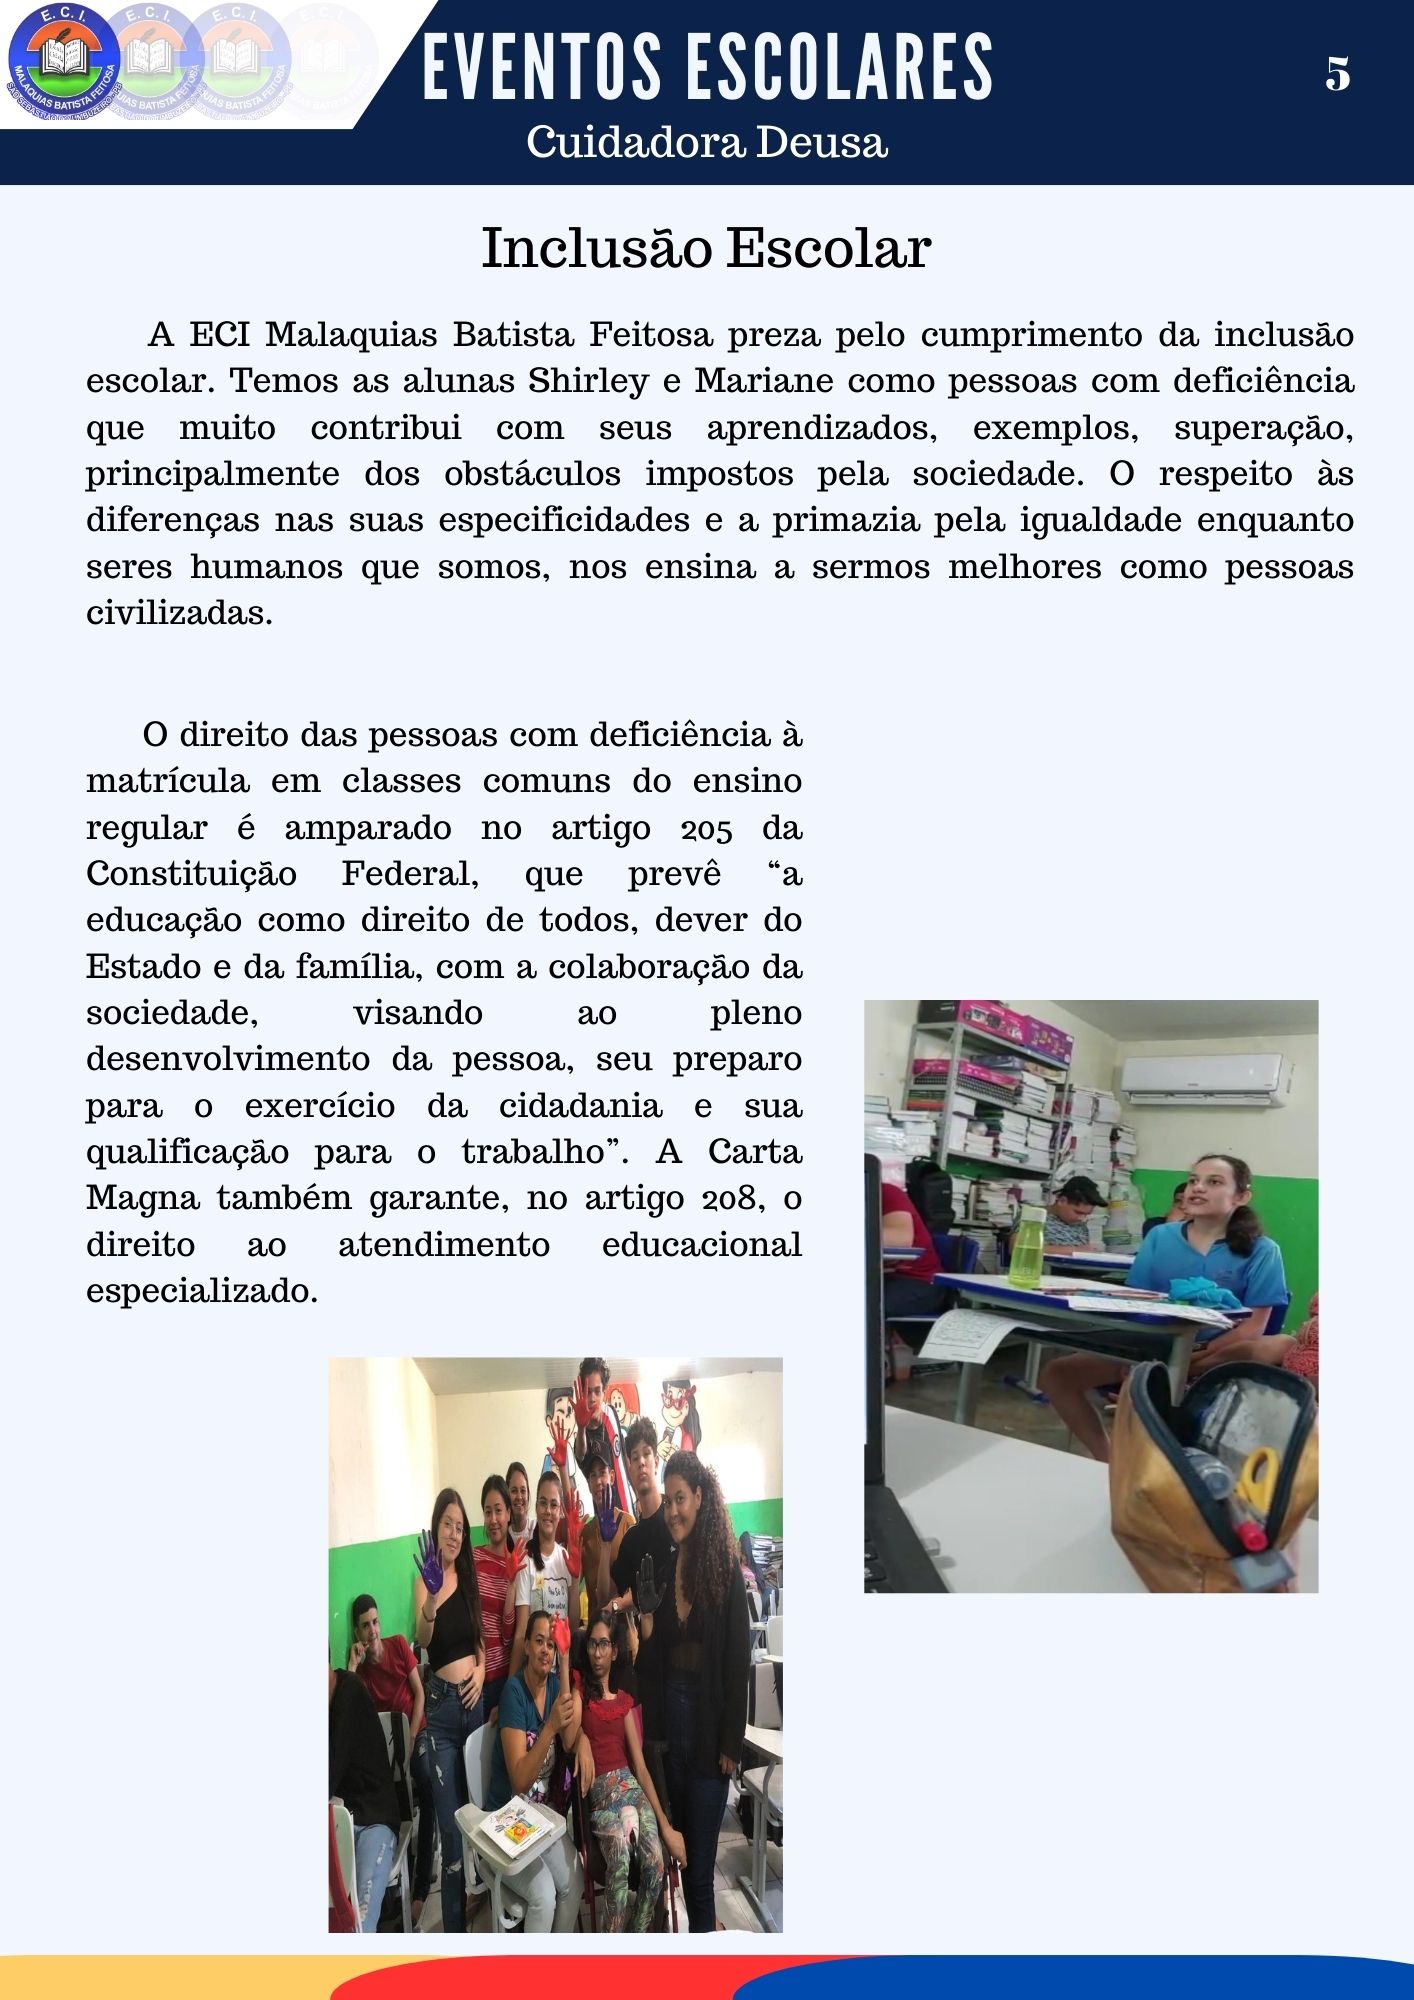 E. C. I.
MALAQUIAS BATISTA FEITOSA
EVENTOS ESCOLARES
5
Cuidadora Deusa
Inclusão Escolar
A ECI Malaquias Batista Feitosa preza pelo cumprimento da inclusão
escolar. Temos as alunas Shirley e Mariane como pessoas com deficiência
que muito contribui com seus aprendizados, exemplos, superação,
principalmente dos obstáculos impostos pela sociedade. O respeito às
diferenças nas suas especificidades e a primazia pela igualdade enquanto
seres humanos que somos, nos ensina a sermos melhores como pessoas
civilizadas.
O direito das pessoas com deficiência à
matrícula em classes comuns do ensino
regular é amparado no artigo 205 da
Constituição Federal, que prevê “a
educação como direito de todos, dever do
Estado e da família, com a colaboração da
sociedade, visando ao pleno
desenvolvimento da pessoa, seu preparo
para o exercício da cidadania e sua
qualificação para o trabalho”. A Carta
Magna também garante, no artigo 208, o
direito ao atendimento educacional
especializado.